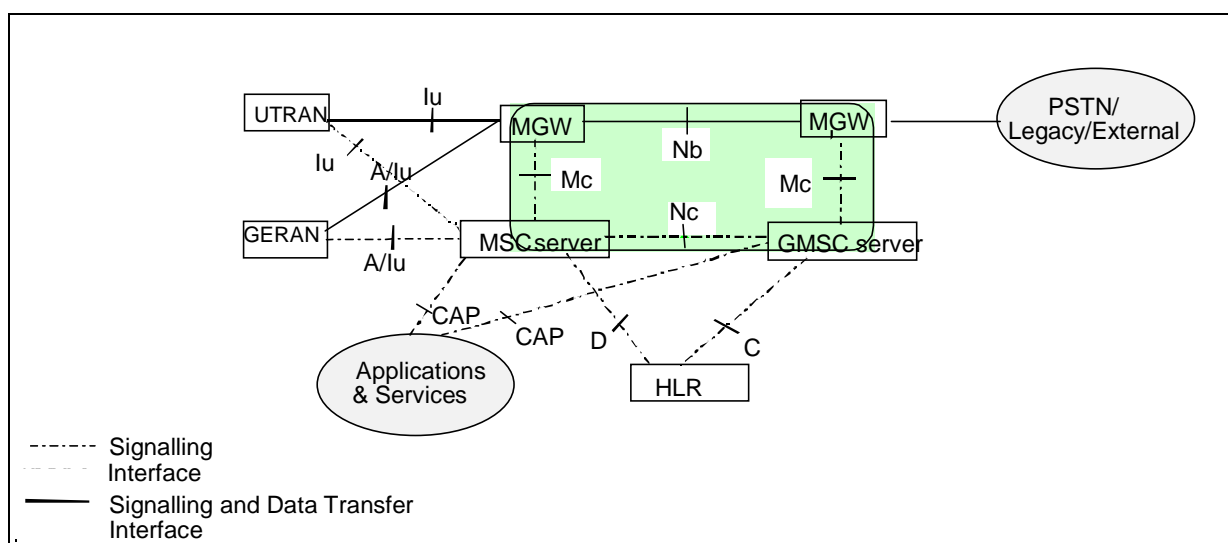 Iu
UTRAN
MGW
MGW
PSTN/
Legacy/External
Nb
Iu
A/Iu
Mc
Mc
Nc
GERAN
MSC server
GMSC server
A/Iu
CAP
CAP
D
C
Applications
& Services
HLR
Signalling
Interface
Signalling and Data Transfer
Interface